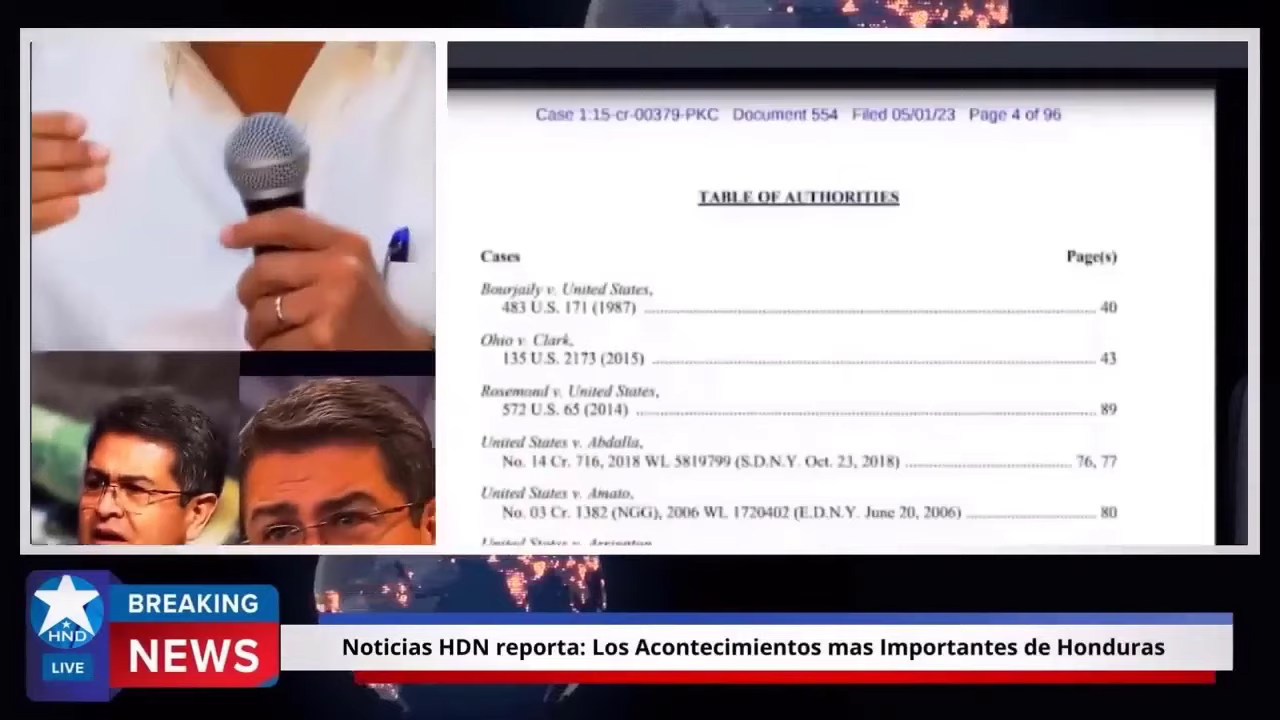 Case 1:15-cr-00379-PKC Document 554 Filed 05/01/23 Page 4 of 96
TABLE OF AUTHORITIES
Cases Page(s)
Bourjaily v. United States,
483 U.S. 171 (1987) 40
Ohio v. Clark,
135 U.S. 2173 (2015) 43
Rosemond v. United States,
572 U.S. 65 (2014) 89
United States v. Abdalla,
No. 14 Cr. 716, 2018 WL 5819799 (S.D.N.Y. Oct. 23, 2018) 76, 77
United States v. Amato,
No. 03 Cr. 1382 (NGG), 2006 WL 1720402 (E.D.N.Y. June 20, 2006) 80
United States v.
HND
LIVE
BREAKING
NEWS
Noticias HDN reporta: Los Acontecimientos mas Importantes de Honduras